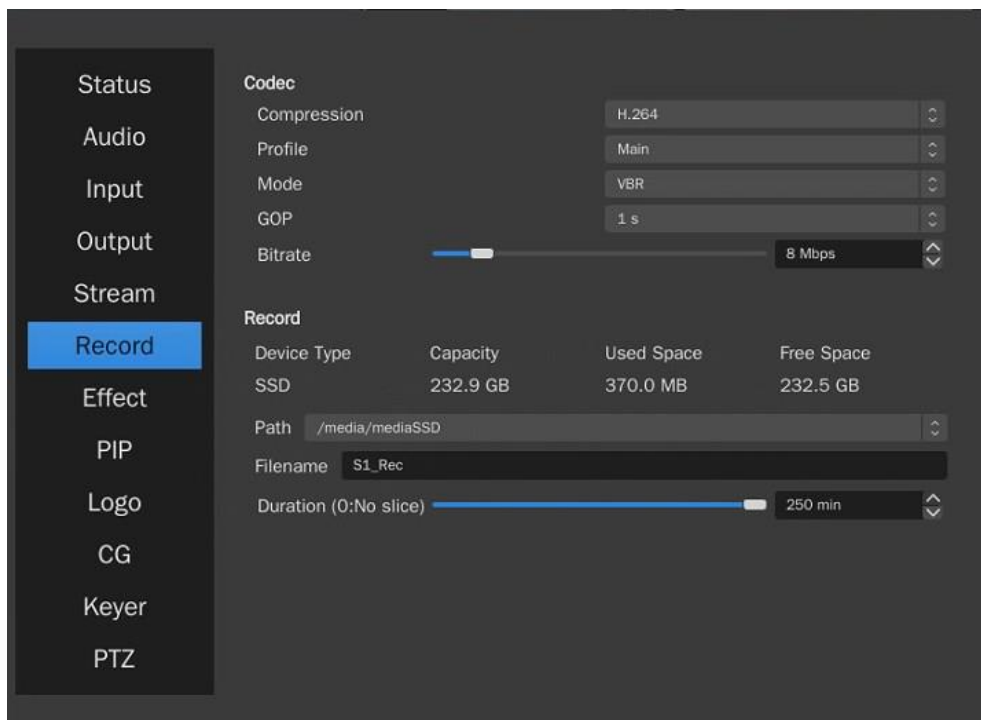 Status
Audio
Input
Output
Stream
Record
Effect
PIP
Logo
CG
Keyer
PTZ
Codec
Compression H.264
Profile Main
Mode VBR
GOP 1 s
Bitrate 8 Mbps
Record
Device Type Capacity Used Space Free Space
SSD 232.9 GB 370.0 MB 232.5 GB
Path /media/mediaSSD
Filename S1_Rec
Duration (0:No slice) 250 min